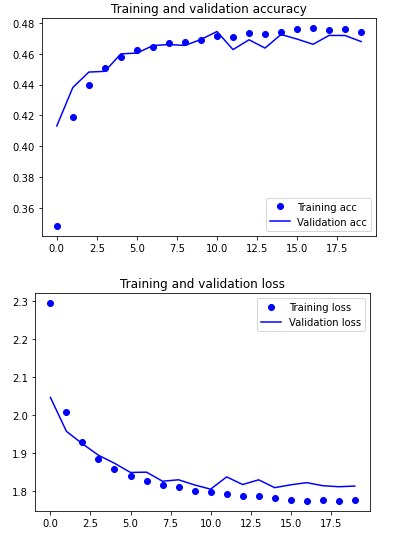 Training and validation accuracy
0.48
0.46
0.44
0.42
0.40
0.38
0.36
Training acc
Validation acc
0.0 2.5 5.0 7.5 10.0 12.5 15.0 17.5
Training and validation loss
2.3
2.2
2.1
2.0
1.9
1.8
Training loss
Validation loss
0.0 2.5 5.0 7.5 10.0 12.5 15.0 17.5